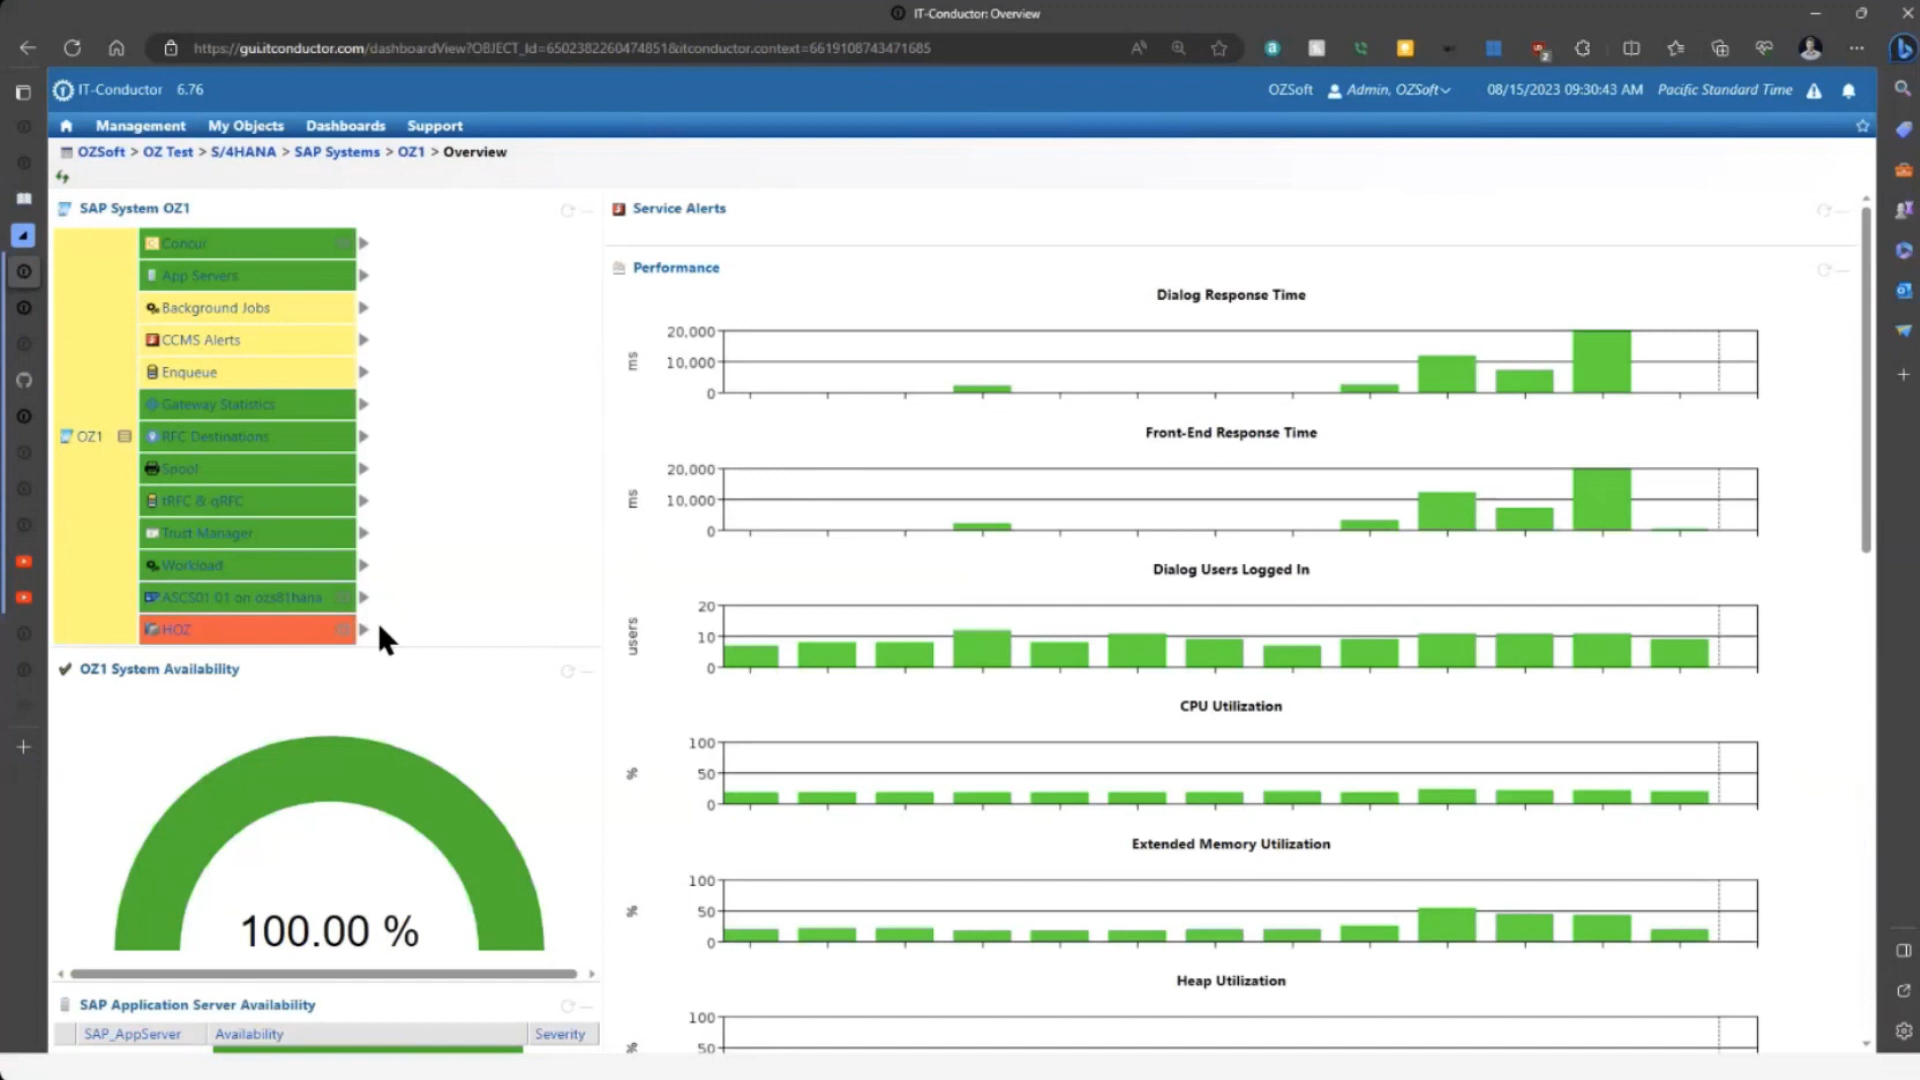 IT-Conductor: Overview
https://gui.itconductor.com/dashboardView?OBJECT_Id=6502382260474851&itconductor.context=6619108743471685
IT-Conductor 6.76
OZSoft Admin, OZSoft 08/15/2023 09:30:43 AM Pacific Standard Time
Management My Objects Dashboards Support
OZSoft > OZ Test > S/4HANA > SAP Systems > OZ1 > Overview
SAP System OZ1
OZ1
Concur
App Servers
Background Jobs
CCMS Alerts
Enqueue
Gateway Statistics
RFC Destinations
Spool
tRFC & qRFC
Trust Manager
Workload
ASCS01 01 on ozs81hana
HOZ
OZ1 System Availability
100.00 %
SAP Application Server Availability
SAP_AppServer Availability Severity
Service Alerts
Performance
Dialog Response Time
ms
20,000
10,000
0
Front-End Response Time
ms
20,000
10,000
0
Dialog Users Logged In
users
20
10
0
CPU Utilization
%
100
50
0
Extended Memory Utilization
%
100
50
0
Heap Utilization
%
100
50